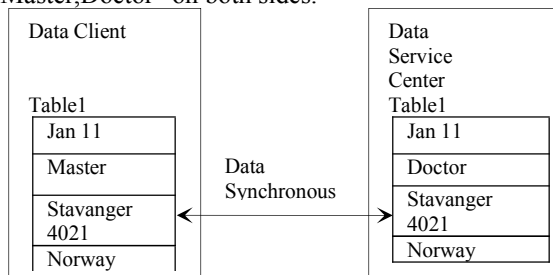 Master,Doctor" on both sides.
Data Client
Table1
Jan 11
Master
Stavanger
4021
Norway
Data
Synchronous
Data
Service
Center
Table1
Jan 11
Doctor
Stavanger
4021
Norway